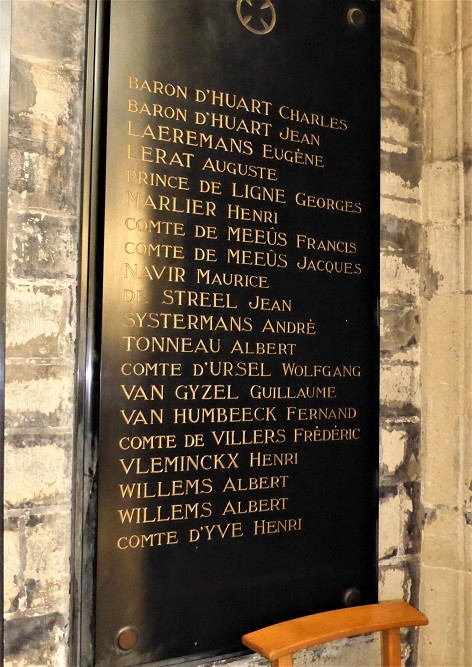 BARON D'HUART CHARLES
BARON D'HUART JEAN
LAEREMANS EUGÈNE
LERAT AUGUSTE
PRINCE DE LIGNE GEORGES
MARLIER HENRI
COMTE DE MEEÛS FRANCIS
COMTE DE MEEÛS JACQUES
NAVIR MAURICE
DE STREEL JEAN
SYSTERMANS ANDRÉ
TONNEAU ALBERT
COMTE D'URSEL WOLFGANG
VAN GYZEL GUILLAUME
VAN HUMBEECK FERNAND
COMTE DE VILLERS FRÉDÉRIC
VLEMINCKX HENRI
WILLEMS ALBERT
WILLEMS ALBERT
COMTE D'YVE HENRI